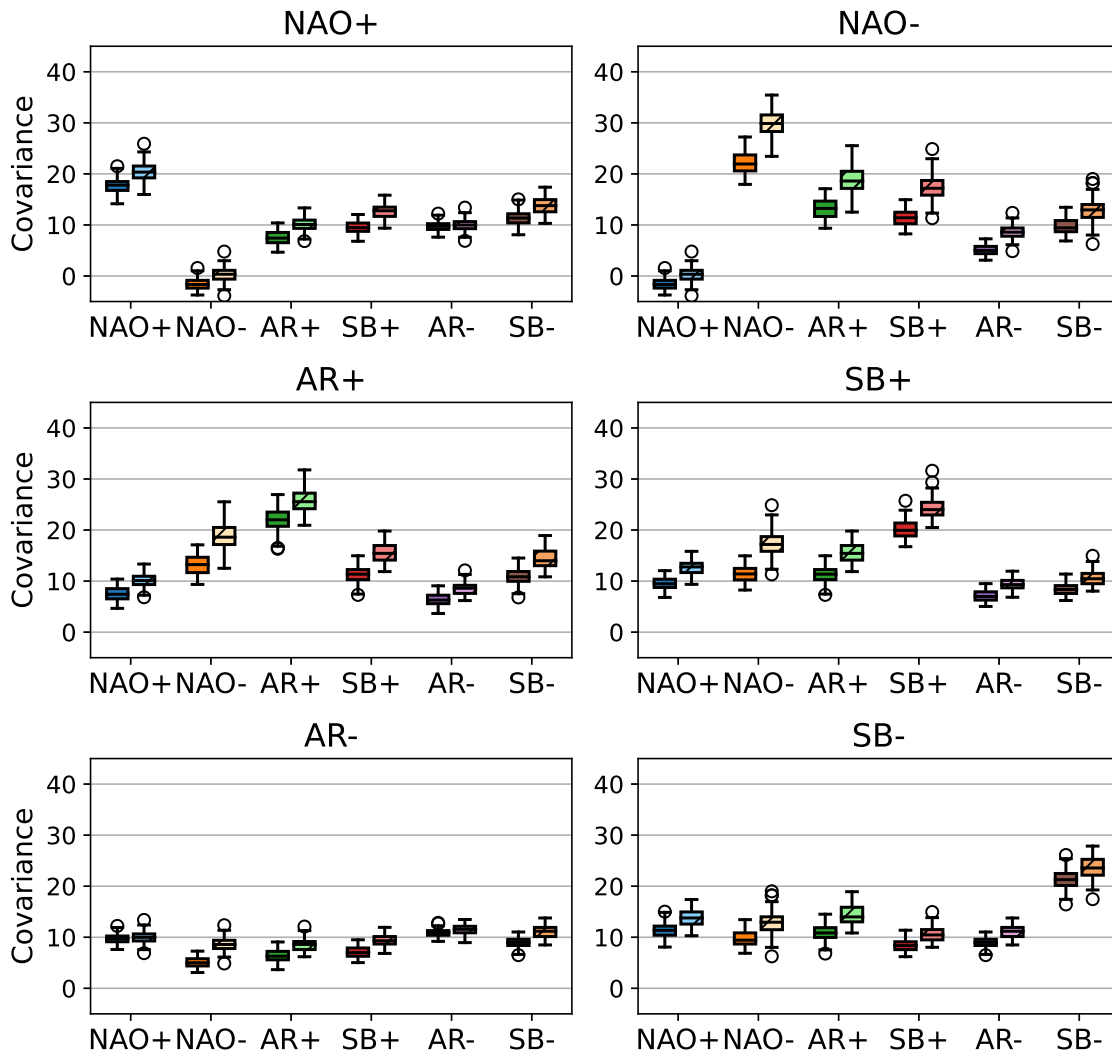 NAO+ NAO-
40 40
30 30
20 20
10 10
0 0
Covariance
NAO+ NAO- AR+ SB+ AR- SB- NAO+ NAO- AR+ SB+ AR- SB-
AR+ SB+
40 40
30 30
20 20
10 10
0 0
NAO+ NAO- AR+ SB+ AR- SB- NAO+ NAO- AR+ SB+ AR- SB-
AR- SB-
40 40
30 30
20 20
10 10
0 0
Covariance
NAO+ NAO- AR+ SB+ AR- SB- NAO+ NAO- AR+ SB+ AR- SB-